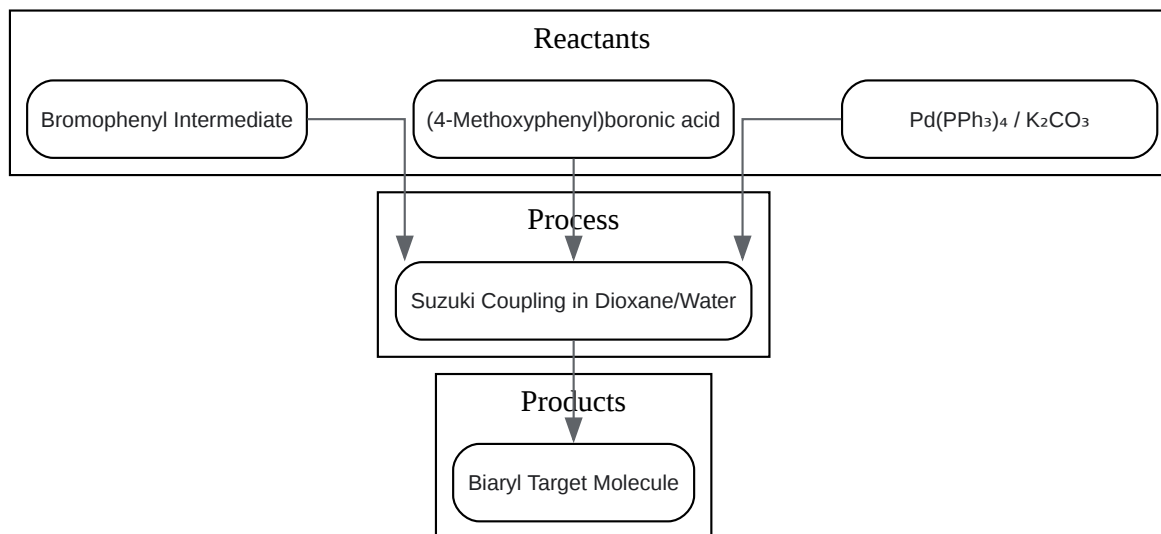 Reactants
Bromophenyl Intermediate
(4-Methoxyphenyl)boronic acid
Pd(PPh₃)₄ / K₂CO₃
Process
Suzuki Coupling in Dioxane/Water
Products
Biaryl Target Molecule